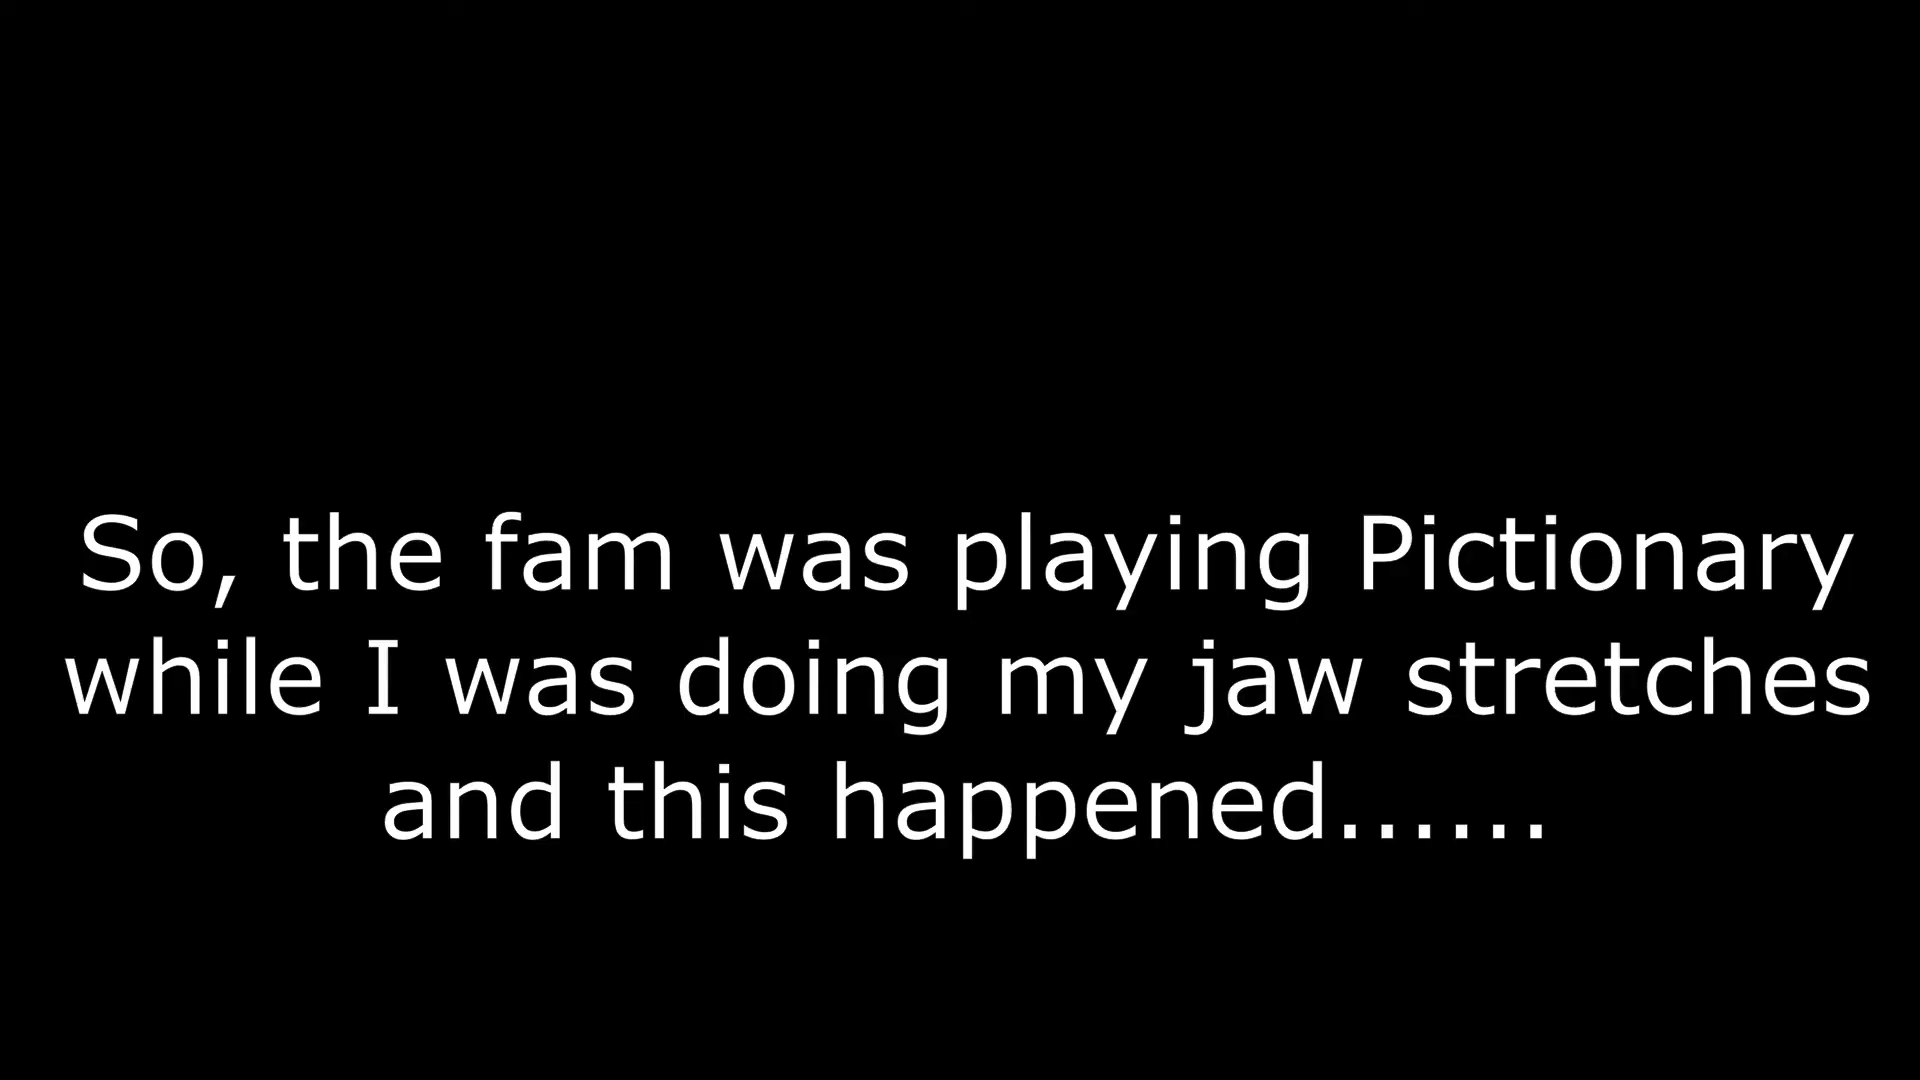 So, the fam was playing Pictionary
while I was doing my jaw stretches
and this happened......